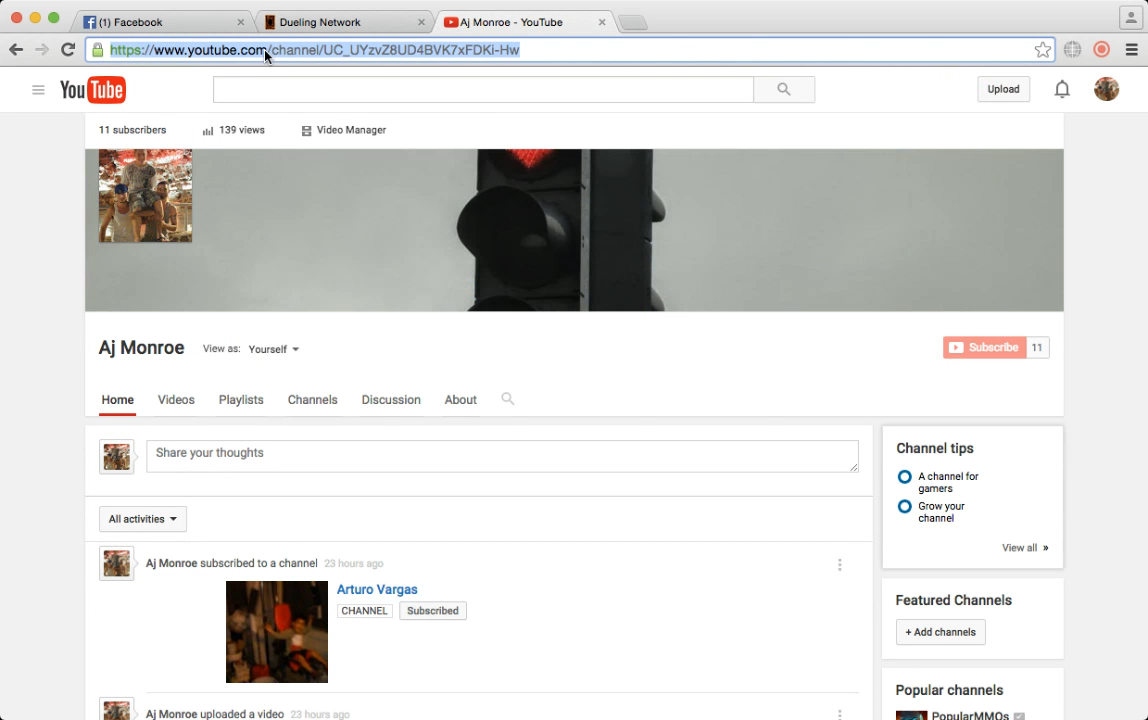 (1) Facebook
Dueling Network
Aj Monroe - YouTube
https://www.youtube.com/channel/UC_UYzvZ8UD4BVK7xFDKi-Hw
YouTube
Upload
11 subscribers
139 views
Video Manager
Aj Monroe
View as:
Yourself
Subscribe
11
Home
Videos
Playlists
Channels
Discussion
About
Share your thoughts
All activities
Aj Monroe subscribed to a channel 23 hours ago
Arturo Vargas
CHANNEL
Subscribed
Aj Monroe uploaded a video 23 hours ago
Channel tips
A channel for
gamers
Grow your
channel
View all »
Featured Channels
+ Add channels
Popular channels
PopularMMOs